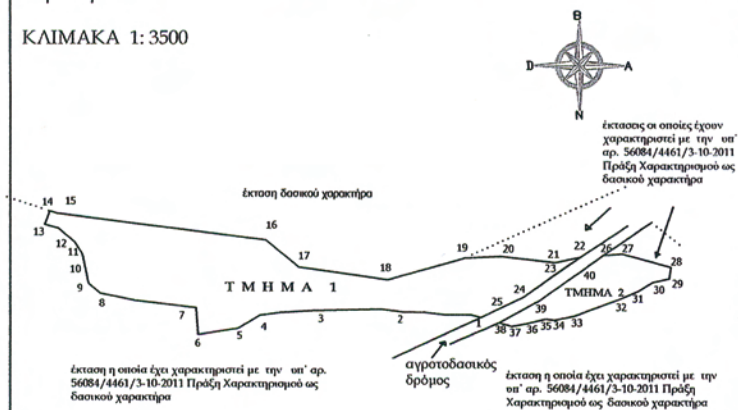 ΚΛΙΜΑΚΑ 1: 3500
Β
D Α
Ν
έκτασεις οι οποίες έχουν
χαρακτηριστεί με την υπ'
αρ. 56084/4461/3-10-2011
Πράξη Χαρακτηρισμού ως
δασικού χαρακτήρα
έκταση δασικού χαρακτήρα
14 15
13
12
11
10
9
8
7
6
5
4
3
2
1
16
17
18
19
20
21
22
23
24
25
26
27
28
29
30
31
32
33
34
35
36
37
38
39
40
Τ Μ Η Μ Α 1
ΤΜΗΜΑ 2
έκταση η οποία έχει χαρακτηριστεί με την υπ' αρ.
56084/4461/3-10-2011 Πράξη Χαρακτηρισμού ως
δασικού χαρακτήρα
αγροτοδασικός
δρόμος
έκταση η οποία έχει χαρακτηριστεί με την
υπ' αρ. 56084/4461/3-10-2011 Πράξη
Χαρακτηρισμού ως δασικού χαρακτήρα